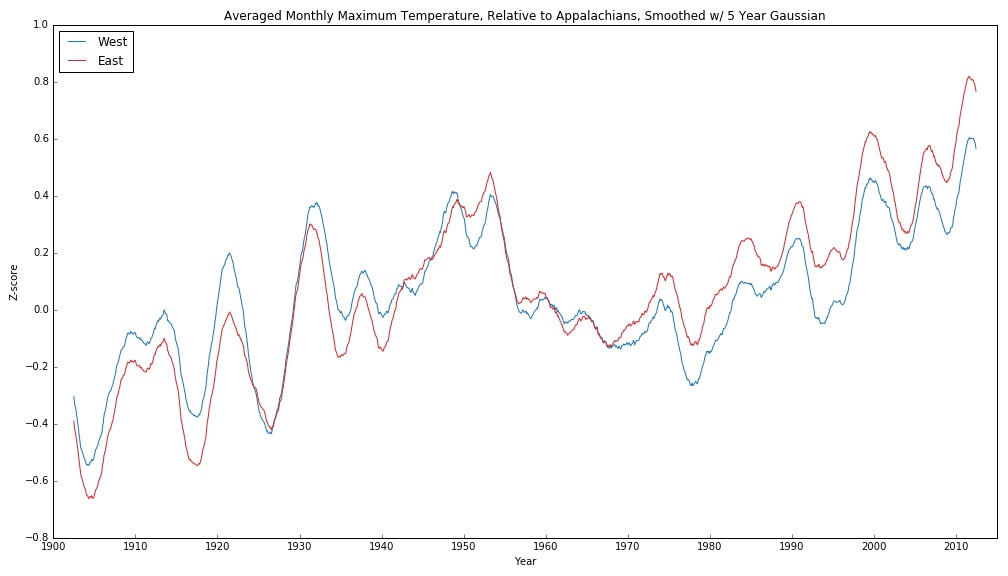 Averaged Monthly Maximum Temperature, Relative to Appalachians, Smoothed w/ 5 Year Gaussian
West
East
1.0
0.8
0.6
0.4
0.2
0.0
−0.2
−0.4
−0.6
−0.8
Z-score
1900 1910 1920 1930 1940 1950 1960 1970 1980 1990 2000 2010
Year